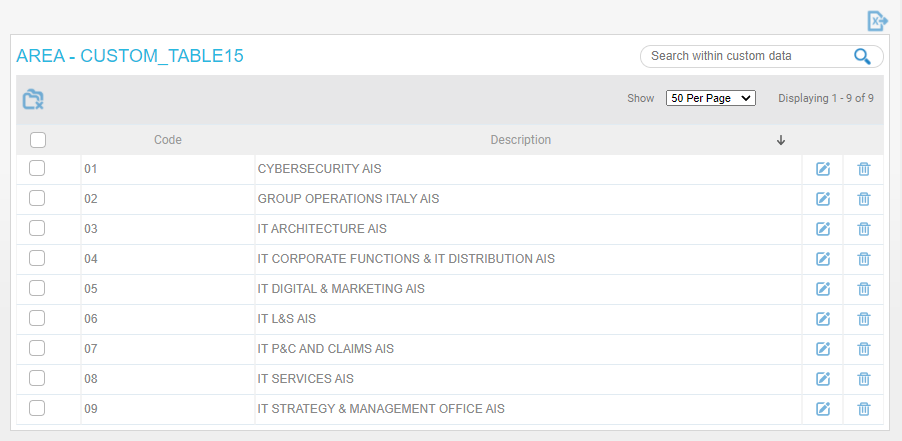 AREA - CUSTOM_TABLE15
Search within custom data
Show 50 Per Page Displaying 1 - 9 of 9
Code Description
01 CYBERSECURITY AIS
02 GROUP OPERATIONS ITALY AIS
03 IT ARCHITECTURE AIS
04 IT CORPORATE FUNCTIONS & IT DISTRIBUTION AIS
05 IT DIGITAL & MARKETING AIS
06 IT L&S AIS
07 IT P&C AND CLAIMS AIS
08 IT SERVICES AIS
09 IT STRATEGY & MANAGEMENT OFFICE AIS